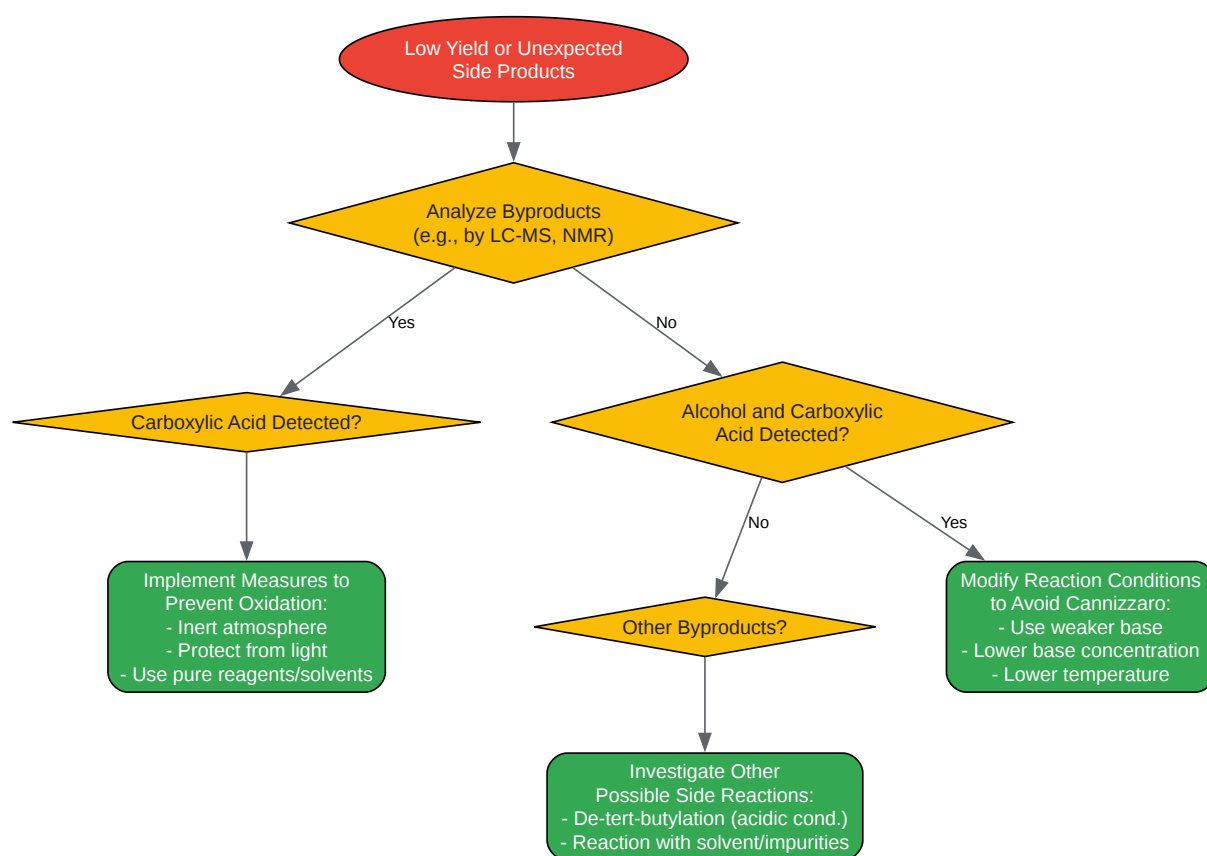 Low Yield or Unexpected
Side Products
Analyze Byproducts
(e.g., by LC-MS, NMR)
Yes
No
Carboxylic Acid Detected?
Alcohol and Carboxylic
Acid Detected?
No
Yes
Implement Measures to
Prevent Oxidation:
- Inert atmosphere
- Protect from light
- Use pure reagents/solvents
Other Byproducts?
Modify Reaction Conditions
to Avoid Cannizzaro:
- Use weaker base
- Lower base concentration
- Lower temperature
Investigate Other
Possible Side Reactions:
- De-tert-butylation (acidic cond.)
- Reaction with solvent/impurities